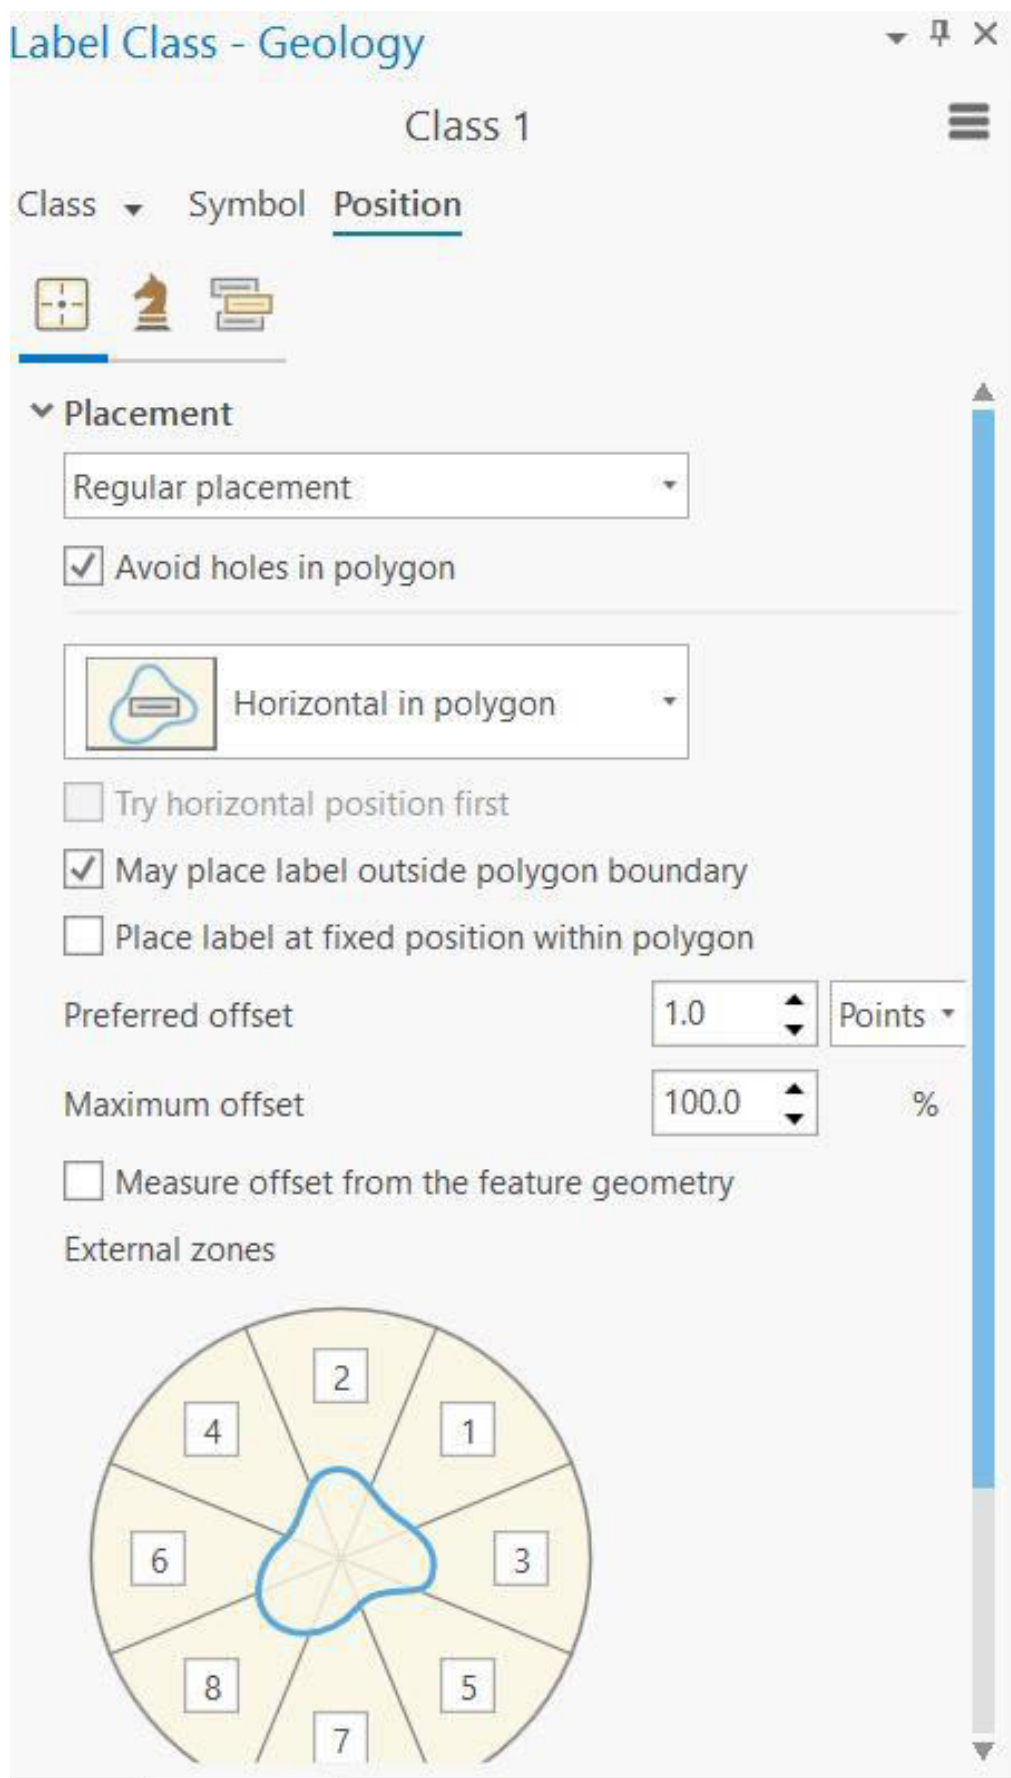 Label Class - Geology
Class 1
Class Symbol Position
Placement
Regular placement
Avoid holes in polygon
Horizontal in polygon
Try horizontal position first
May place label outside polygon boundary
Place label at fixed position within polygon
Preferred offset 1.0 Points
Maximum offset 100.0 %
Measure offset from the feature geometry
External zones
2
4 1
6 3
8 5
7